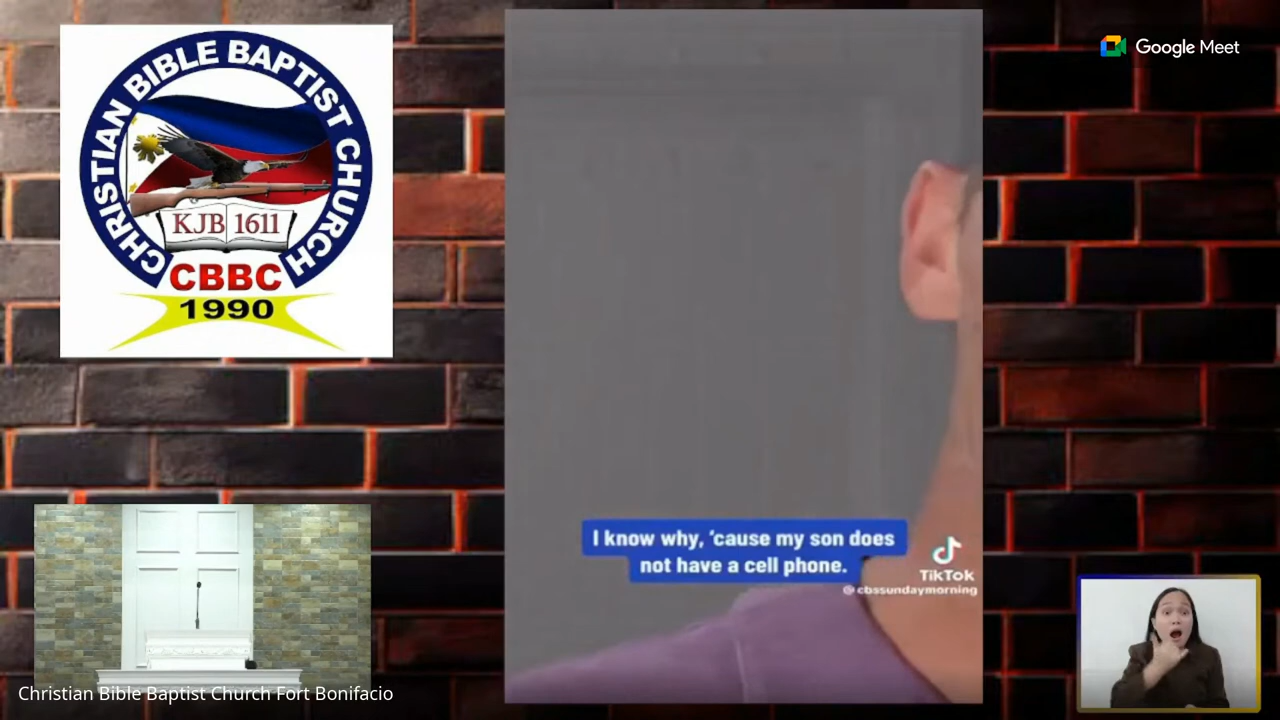 CHRISTIAN BIBLE BAPTIST CHURCH
KJB 1611
CBBC
1990
Google Meet
I know why, ‘cause my son does
not have a cell phone.
TikTok
@cbssundaymorning
Christian Bible Baptist Church Fort Bonifacio